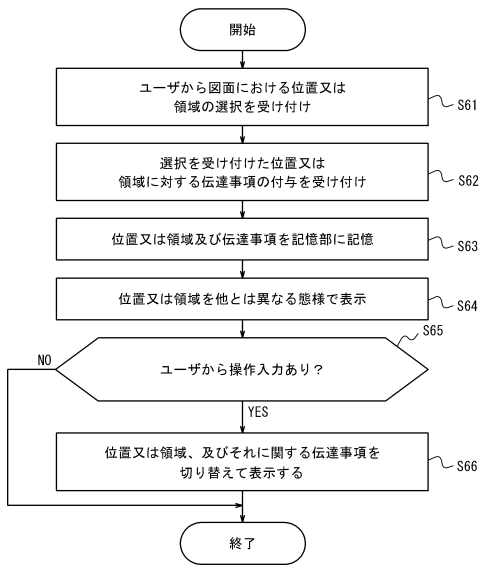 開始
ユーザから図面における位置又は
領域の選択を受け付け
S61
選択を受け付けた位置又は
領域に対する伝達事項の付与を受け付け
S62
位置又は領域及び伝達事項を記憶部に記憶
S63
位置又は領域を他とは異なる態様で表示
S64
S65
NO
ユーザから操作入力あり？
YES
位置又は領域、及びそれに関する伝達事項を
切り替えて表示する
S66
終了